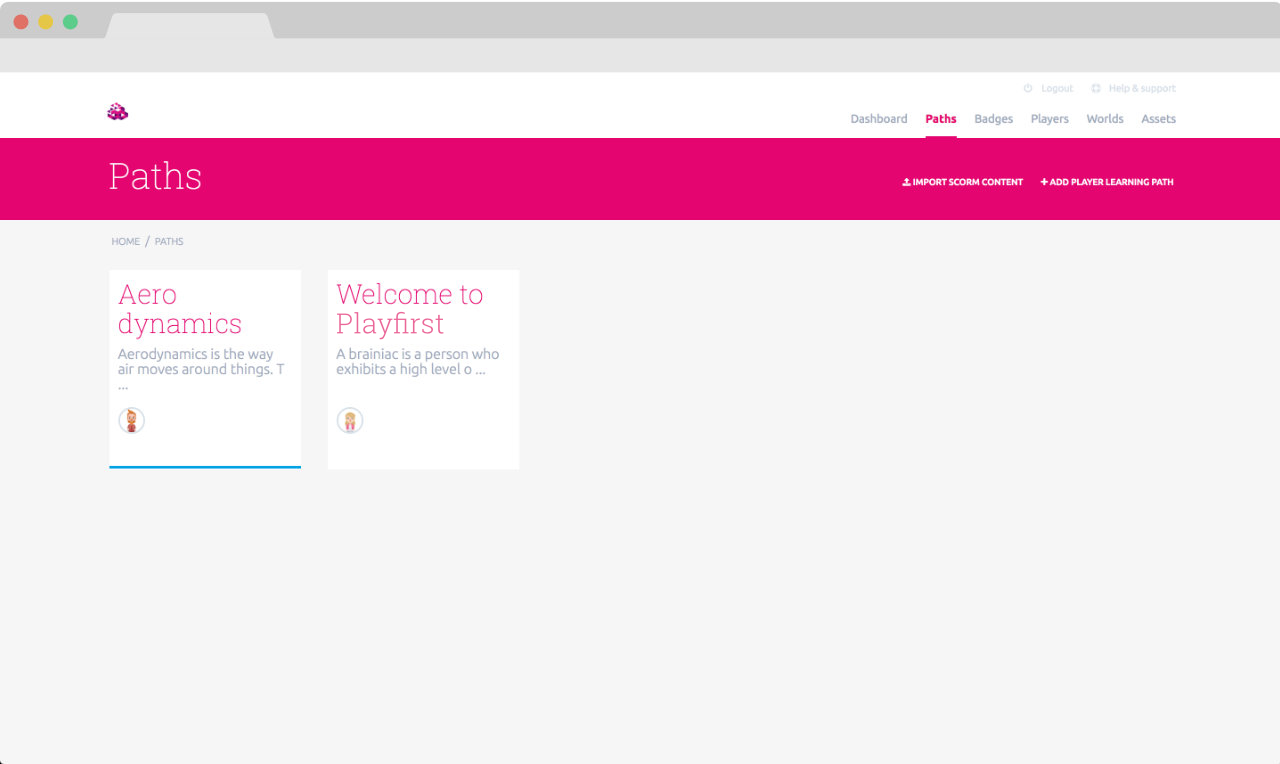 Logout Help & support
Dashboard Paths Badges Players Worlds Assets
Paths
IMPORT SCORM CONTENT + ADD PLAYER LEARNING PATH
HOME / PATHS
Aero
dynamics
Aerodynamics is the way
air moves around things. T
...
Welcome to
Playfirst
A brainiac is a person who
exhibits a high level o ...